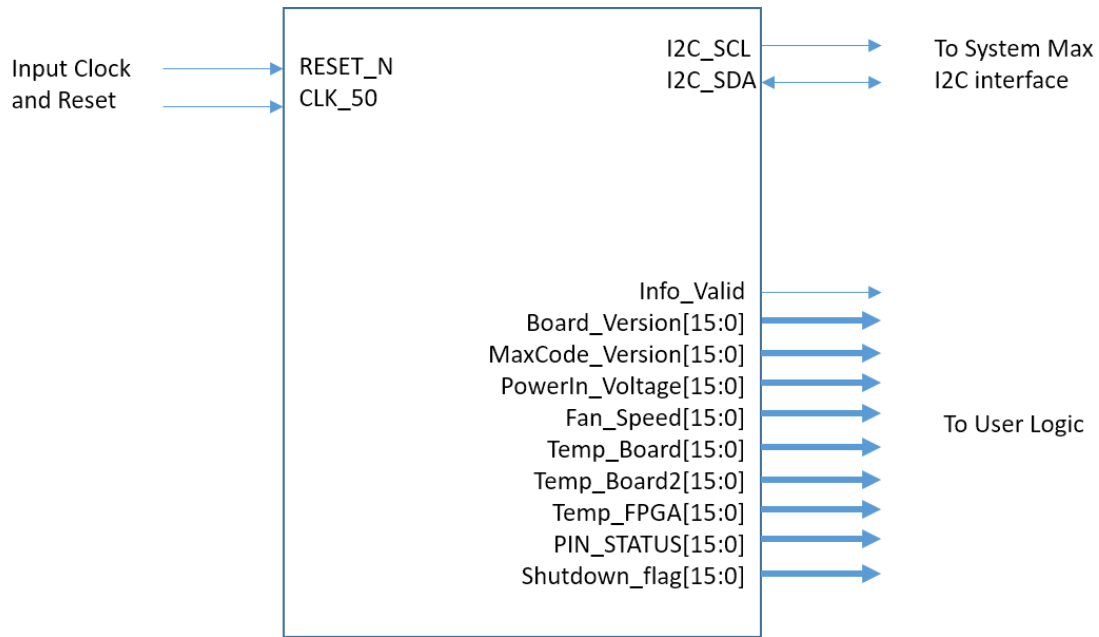 Input Clock
and Reset
RESET_N
CLK_50
I2C_SCL
I2C_SDA
To System Max
I2C interface
Info_Valid
Board_Version[15:0]
MaxCode_Version[15:0]
PowerIn_Voltage[15:0]
Fan_Speed[15:0]
Temp_Board[15:0]
Temp_Board2[15:0]
Temp_FPGA[15:0]
PIN_STATUS[15:0]
Shutdown_flag[15:0]
To User Logic